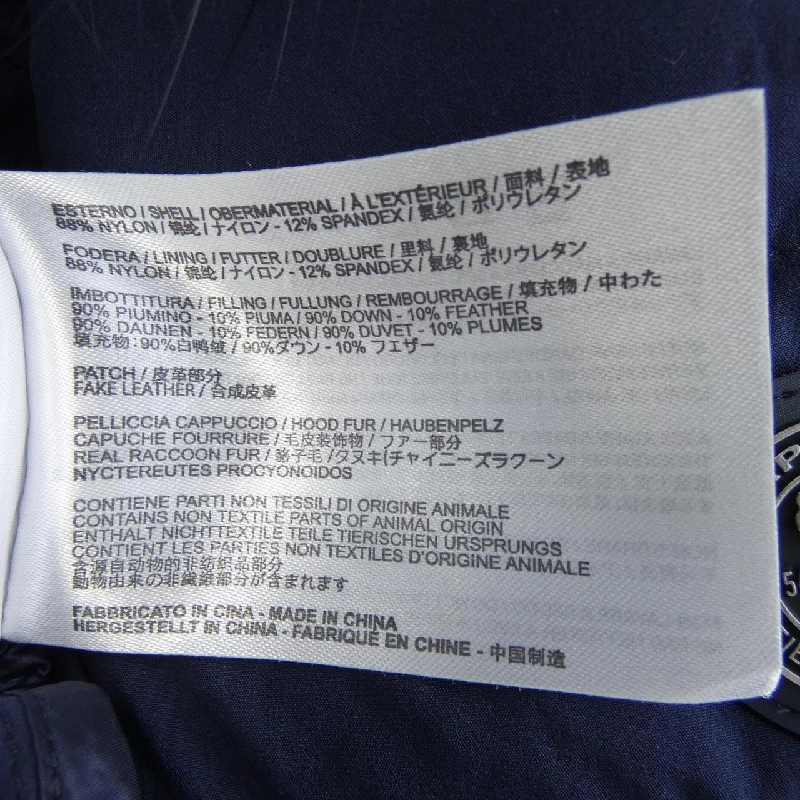 ESTERNO / SHELL / OBERMATERIAL / À L'EXTÉRIEUR / 面料 / 表地
88% NYLON / 锦纶 / ナイロン - 12% SPANDEX / 氨纶 / ポリウレタン
FODERA / LINING / FUTTER / DOUBLURE / 里料 / 裏地
88% NYLON / 锦纶 / ナイロン - 12% SPANDEX / 氨纶 / ポリウレタン
IMBOTTITURA / FILLING / FULLUNG / REMBOURRAGE / 填充物 / 中わた
90% PIUMINO - 10% PIUMA / 90% DOWN - 10% FEATHER
90% DAUNEN - 10% FEDERN / 90% DUVET - 10% PLUMES
填充物：90%白鸭绒 / 90%ダウン - 10% フェザー
PATCH / 皮革部分
FAKE LEATHER / 合成皮革
PELLICCIA CAPPUCCIO / HOOD FUR / HAUBENPELZ
CAPUCHE FOURRURE / 毛皮装饰物 / ファー部分
REAL RACCOON FUR / 貉子毛 / タヌキ(チャイニーズラクーン
NYCTEREUTES PROCYONOIDOS
CONTIENE PARTI NON TESSILI DI ORIGINE ANIMALE
CONTAINS NON TEXTILE PARTS OF ANIMAL ORIGIN
ENTHALT NICHTTEXTILE TEILE TIERISCHEN URSPRUNGS
CONTIENT LES PARTIES NON TEXTILES D'ORIGINE ANIMALE
含源自动物的非纺织品部分
動物由来の非繊維部分が含まれます
FABBRICATO IN CINA - MADE IN CHINA
HERGESTELLT IN CHINA - FABRIQUÉ EN CHINE - 中国制造